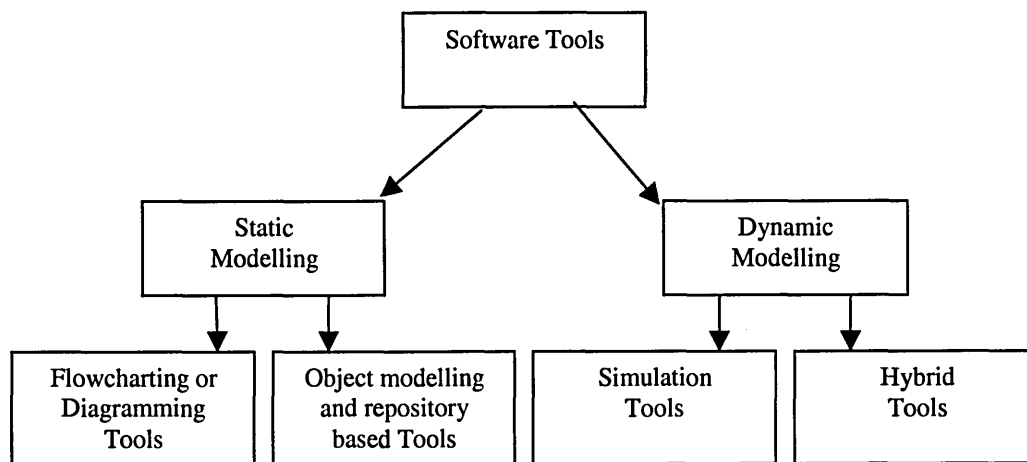 Software Tools
Static
Modelling
Dynamic
Modelling
Flowcharting or
Diagramming
Tools
Object modelling
and repository
based Tools
Simulation
Tools
Hybrid
Tools